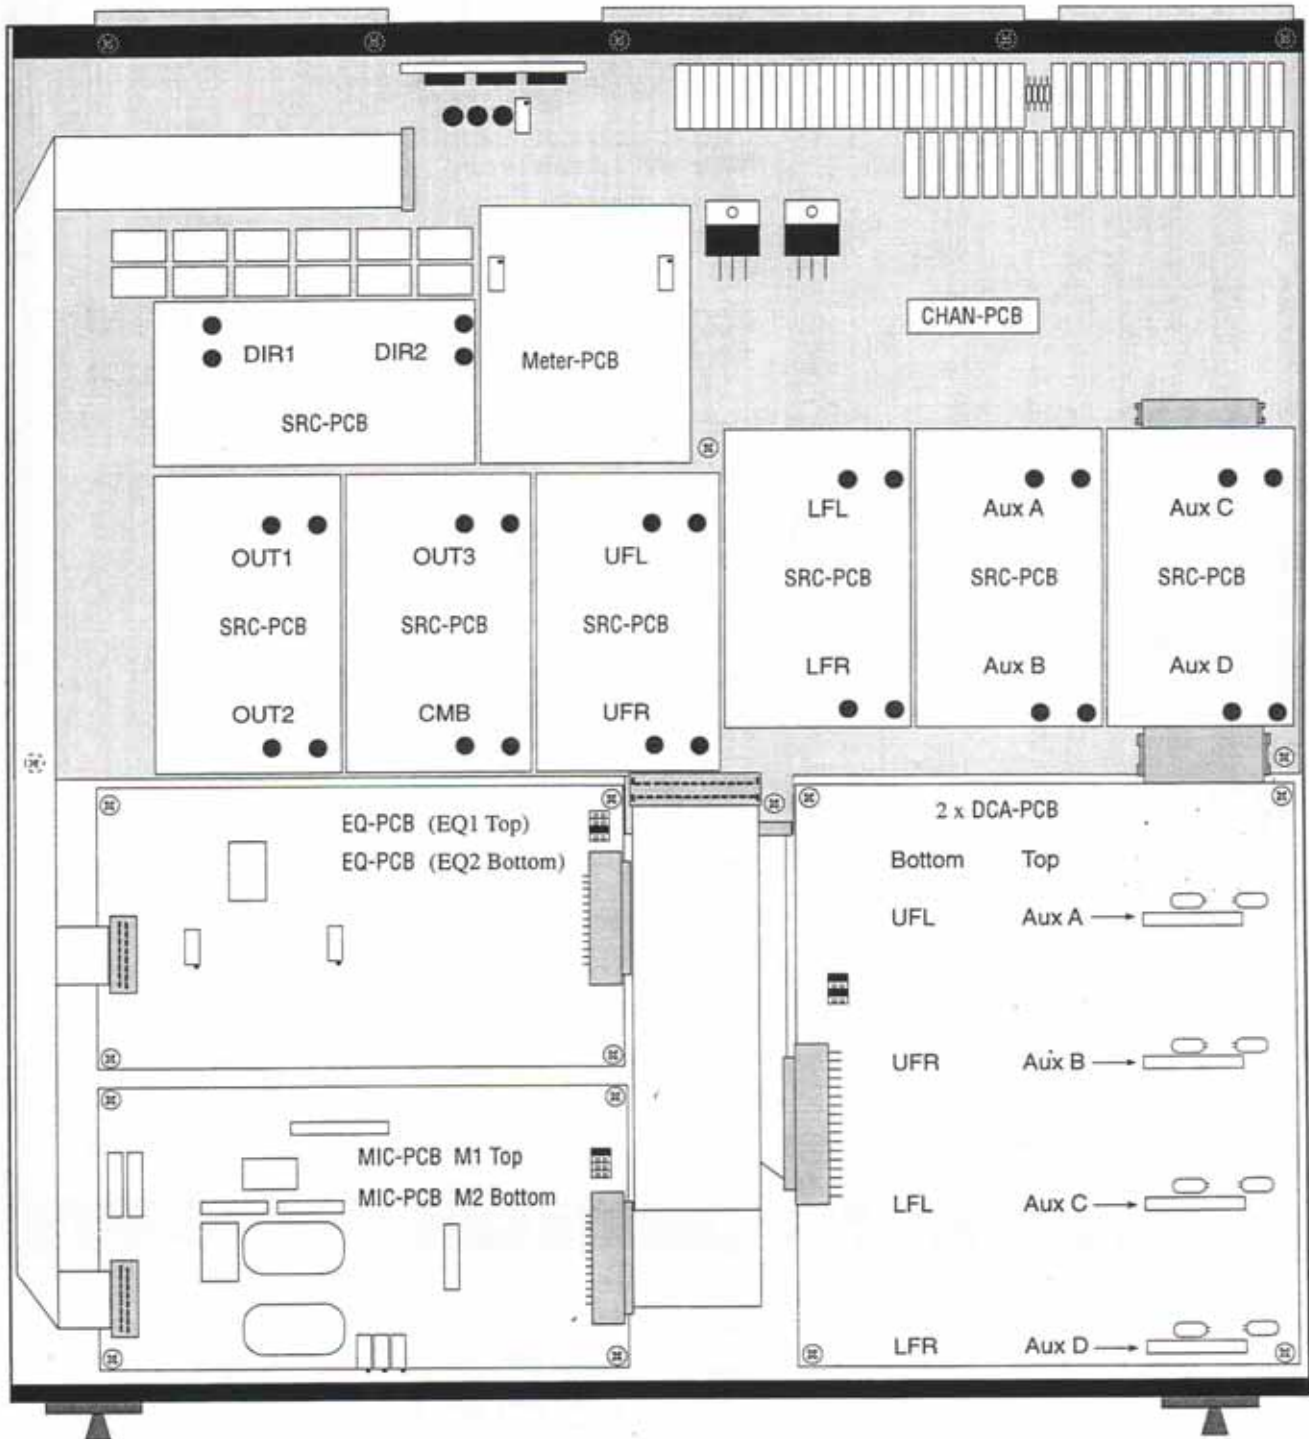 CHAN-PCB
DIR1 DIR2
Meter-PCB
SRC-PCB
LFL Aux A Aux C
OUT1 OUT3 UFL
SRC-PCB SRC-PCB SRC-PCB
SRC-PCB SRC-PCB SRC-PCB
LFR Aux B Aux D
OUT2 CMB UFR
EQ-PCB (EQ1 Top)
EQ-PCB (EQ2 Bottom)
2 x DCA-PCB
Bottom Top
UFL Aux A
UFR Aux B
MIC-PCB M1 Top
MIC-PCB M2 Bottom
LFL Aux C
LFR Aux D